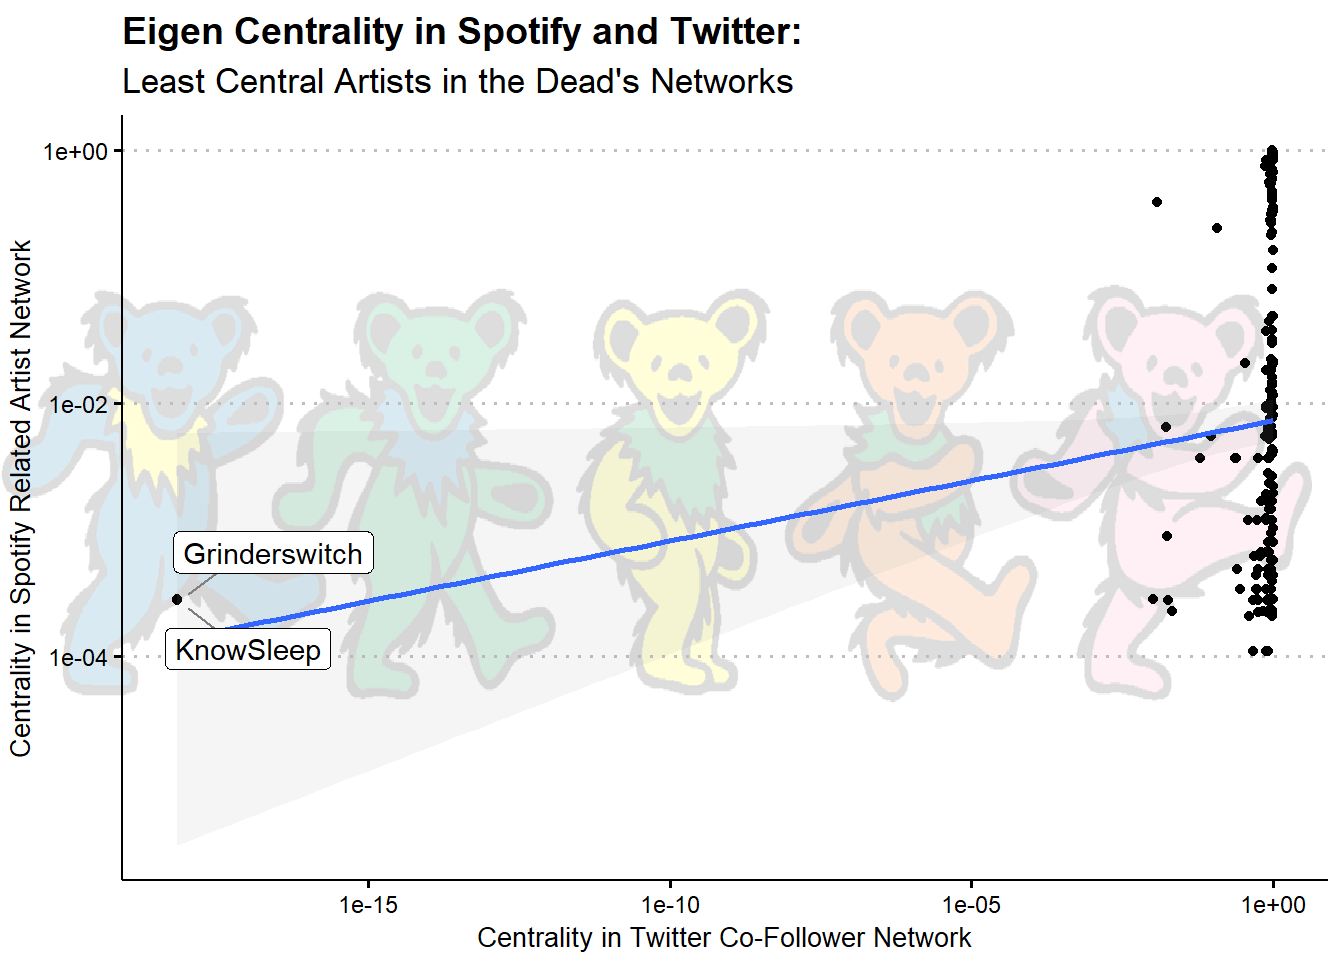 Eigen Centrality in Spotify and Twitter:
Least Central Artists in the Dead's Networks
Centrality in Spotify Related Artist Network
1e+00
1e-02
1e-04
Grinderswitch
KnowSleep
1e-15
1e-10
1e-05
1e+00
Centrality in Twitter Co-Follower Network